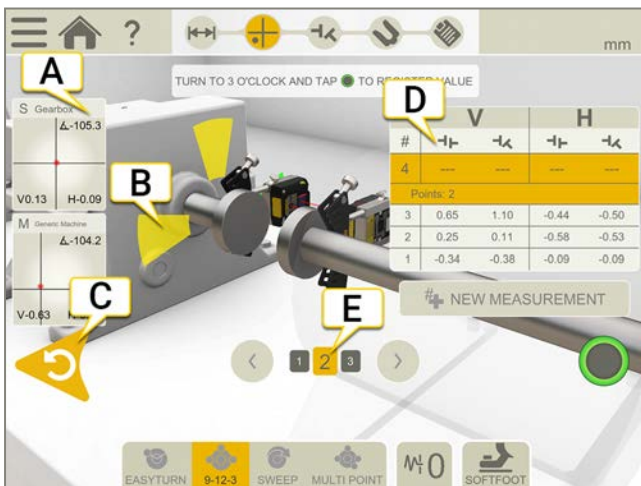 ?
mm
A
TURN TO 3 O'CLOCK AND TAP TO REGISTER VALUE
S Gearbox
∡-105.3
V0.13 H-0.09
D
V H
#
4 --- --- --- ---
Points: 2
3 0.65 1.10 -0.44 -0.50
2 0.25 0.11 -0.58 -0.53
1 -0.34 -0.38 -0.09 -0.09
B
M Generic Machine
∡-104.2
V-0.63
C
NEW MEASUREMENT
E
1 2 3
EASYTURN 9-12-3 SWEEP MULTI POINT
0
SOFTFOOT